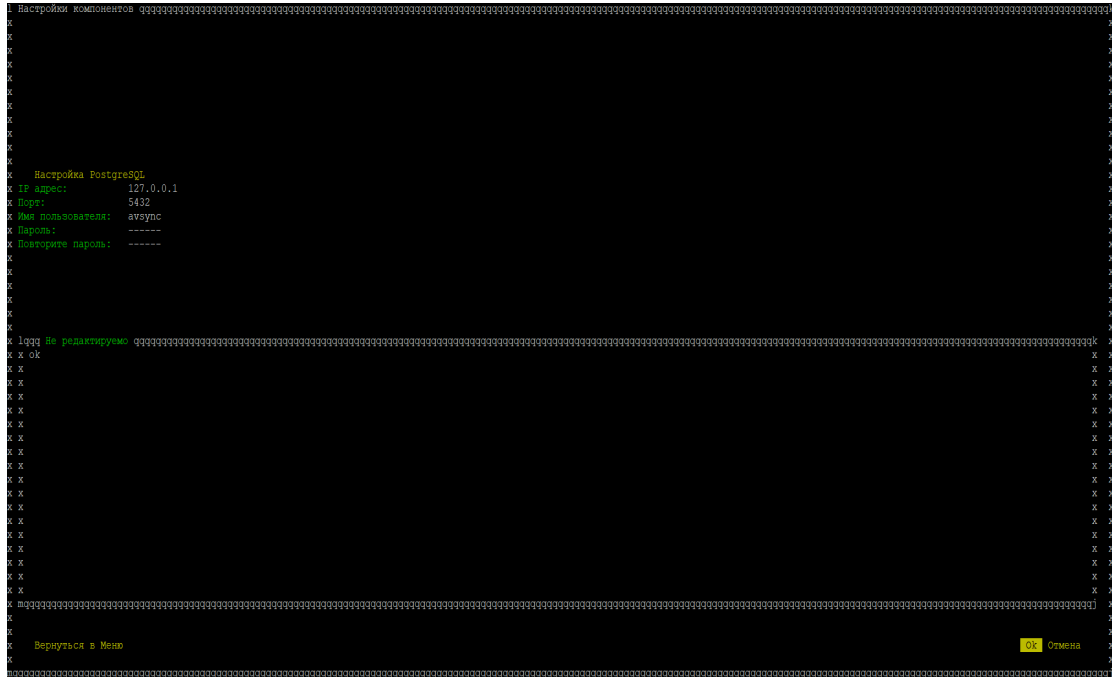 Настройки компонентов
Настройка PostgreSQL
IP адрес: 127.0.0.1
Порт: 5432
Имя пользователя: avsync
Пароль: ------
Повторите пароль: ------
Не редактируемо
ok
Вернуться в Меню Ok Отмена